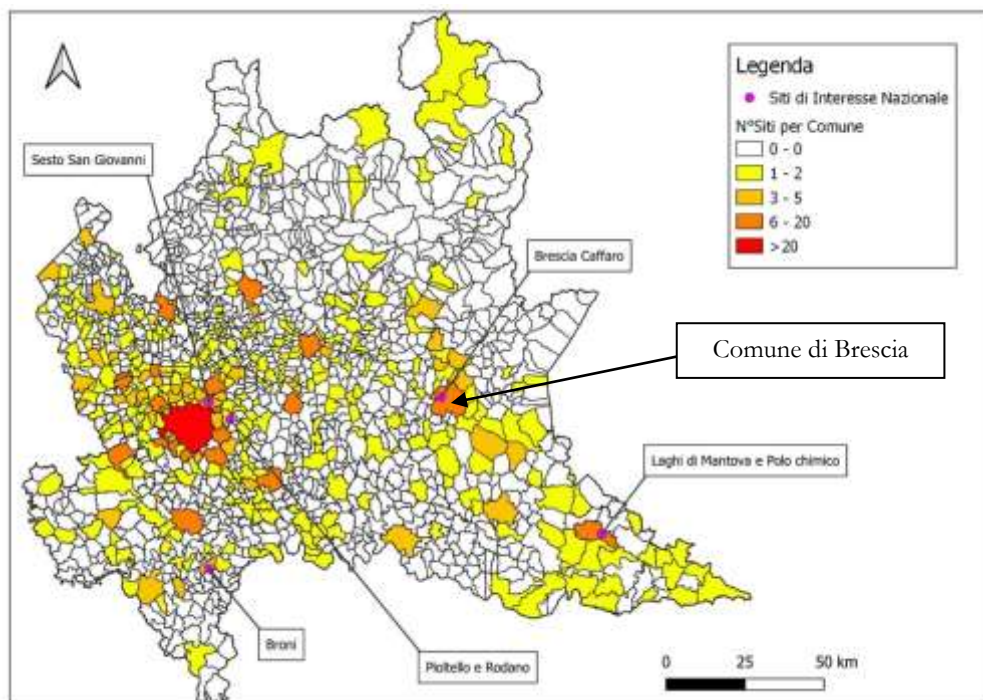 Legenda
Siti di Interesse Nazionale
N°Siti per Comune
0 - 0
1 - 2
3 - 5
6 - 20
>20
Sesto San Giovanni
Brescia Caffaro
Comune di Brescia
Laghi di Mantova e Polo chimico
Broni
Pioltello e Rodano
0 25 50 km